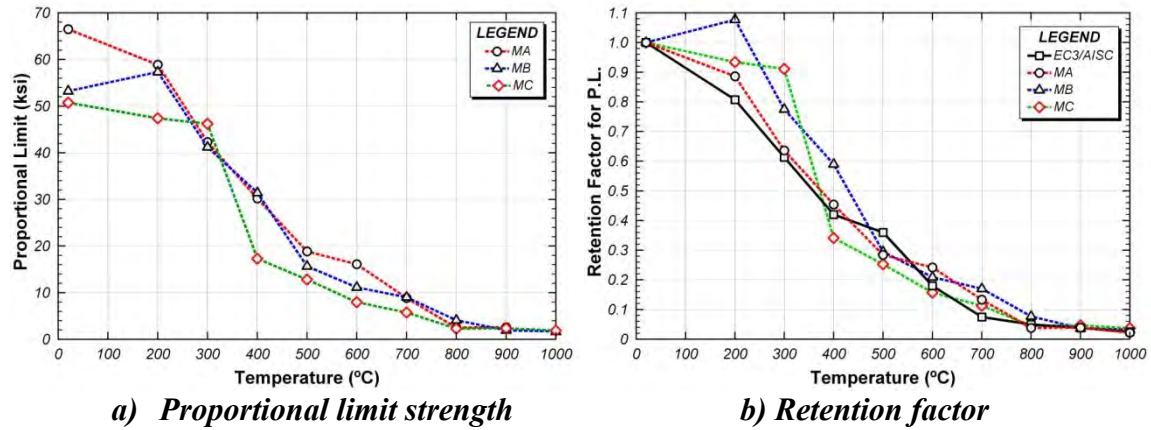 70
60
50
40
30
20
10
0
Proportional Limit (ksi)
LEGEND
MA
MB
MC
0 100 200 300 400 500 600 700 800 900 1000
Temperature (ºC)
a) Proportional limit strength
1.1
1.0
0.9
0.8
0.7
0.6
0.5
0.4
0.3
0.2
0.1
0
Retention Factor for P.L.
LEGEND
EC3/AISC
MA
MB
MC
0 100 200 300 400 500 600 700 800 900 1000
Temperature (ºC)
b) Retention factor